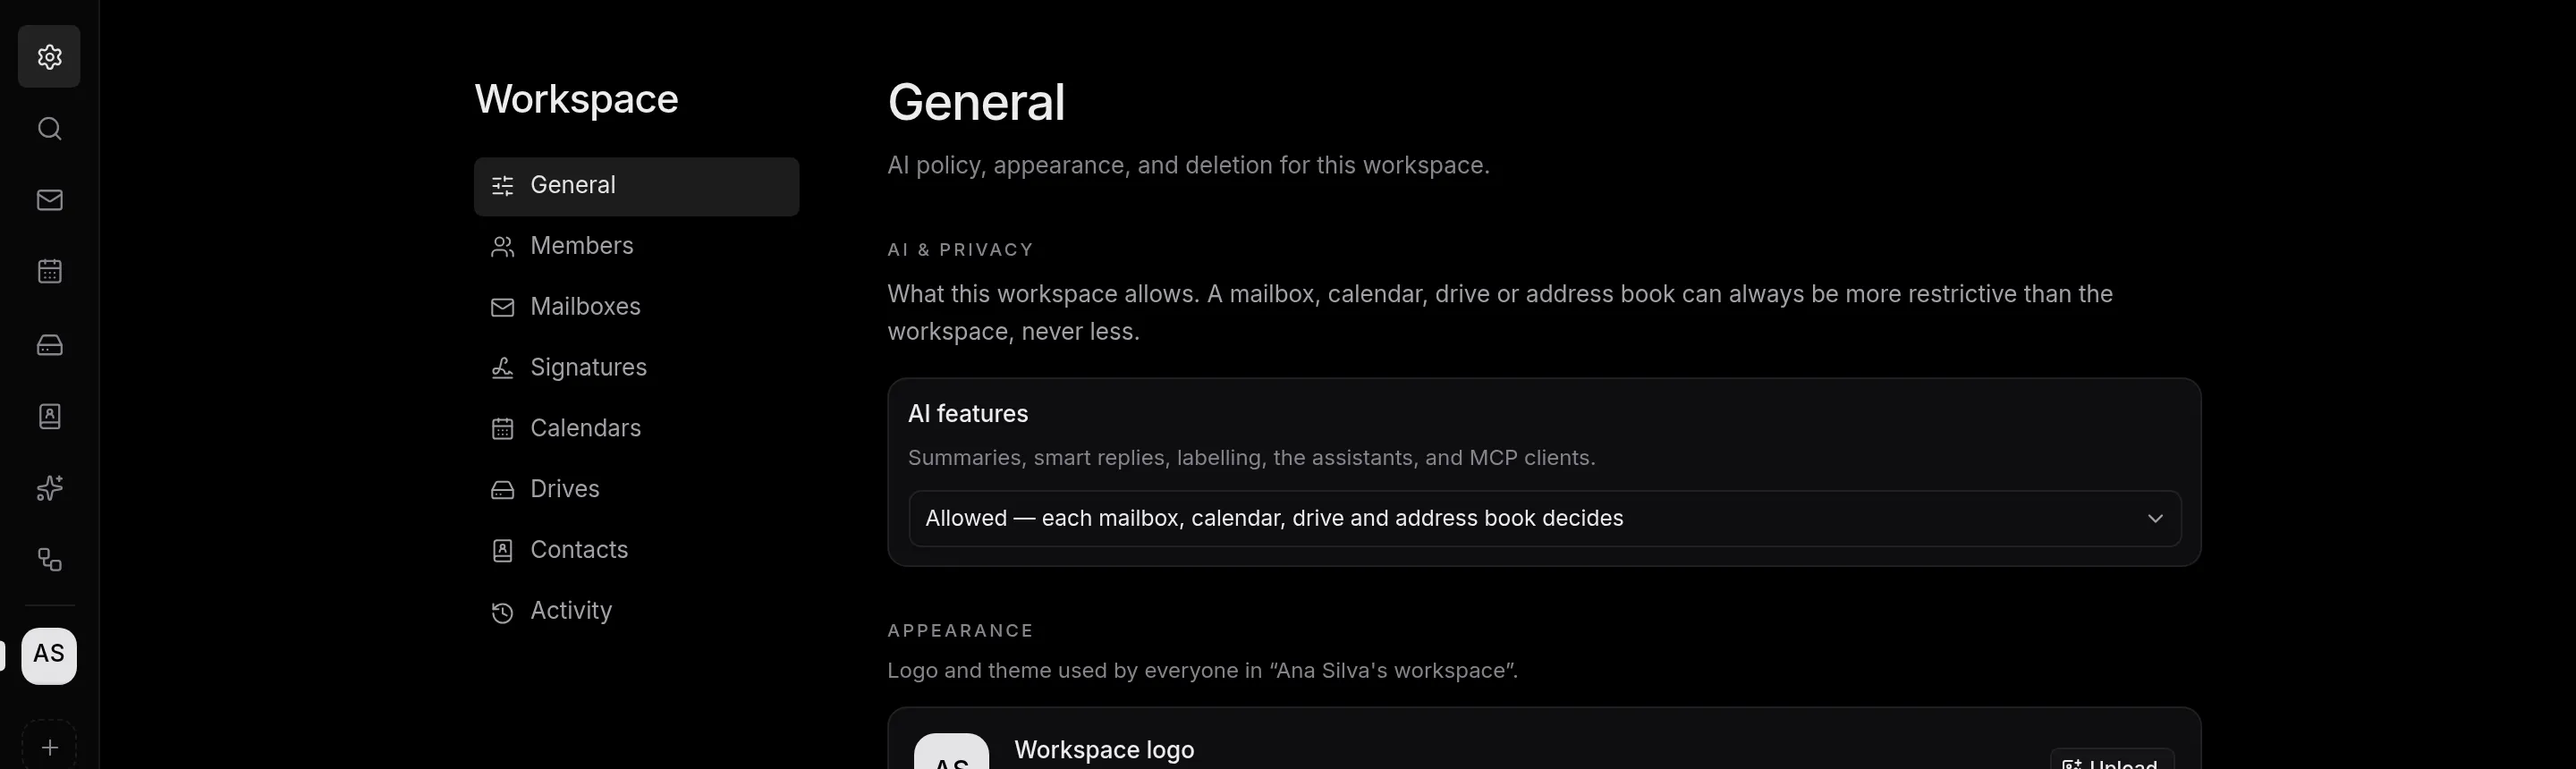 Workspace
General
Members
Mailboxes
Signatures
Calendars
Drives
Contacts
Activity
AS
General
AI policy, appearance, and deletion for this workspace.
AI & PRIVACY
What this workspace allows. A mailbox, calendar, drive or address book can always be more restrictive than the
workspace, never less.
AI features
Summaries, smart replies, labelling, the assistants, and MCP clients.
Allowed — each mailbox, calendar, drive and address book decides
APPEARANCE
Logo and theme used by everyone in “Ana Silva's workspace”.
AS
Workspace logo
Upload